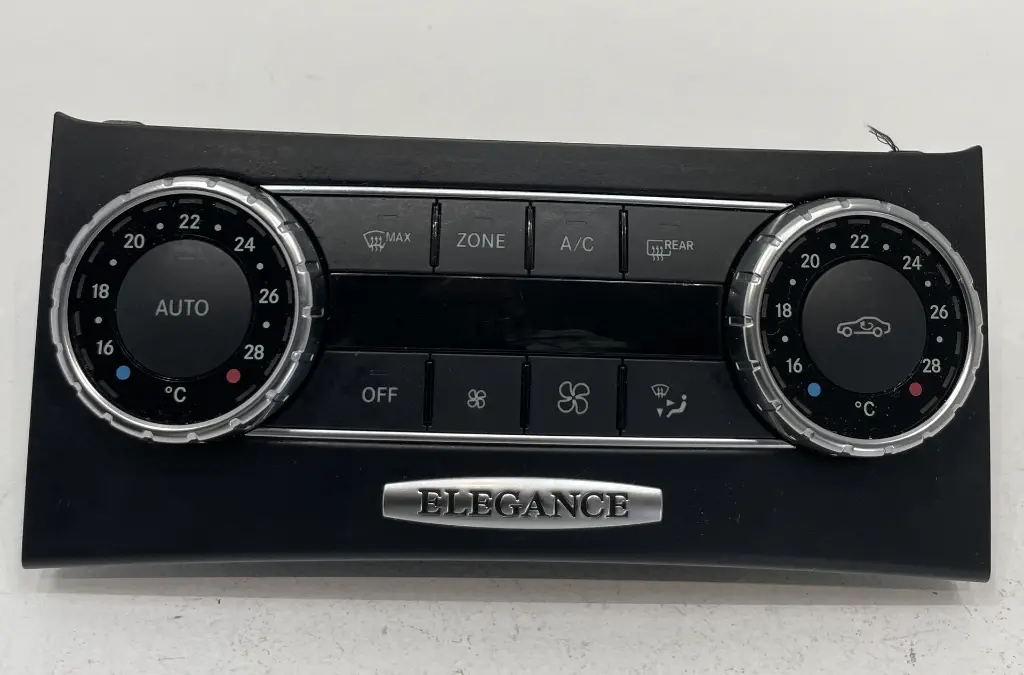 16 18 20 22 24 26 28
AUTO
°C
MAX ZONE A/C REAR
OFF
16 18 20 22 24 26 28
°C
ELEGANCE